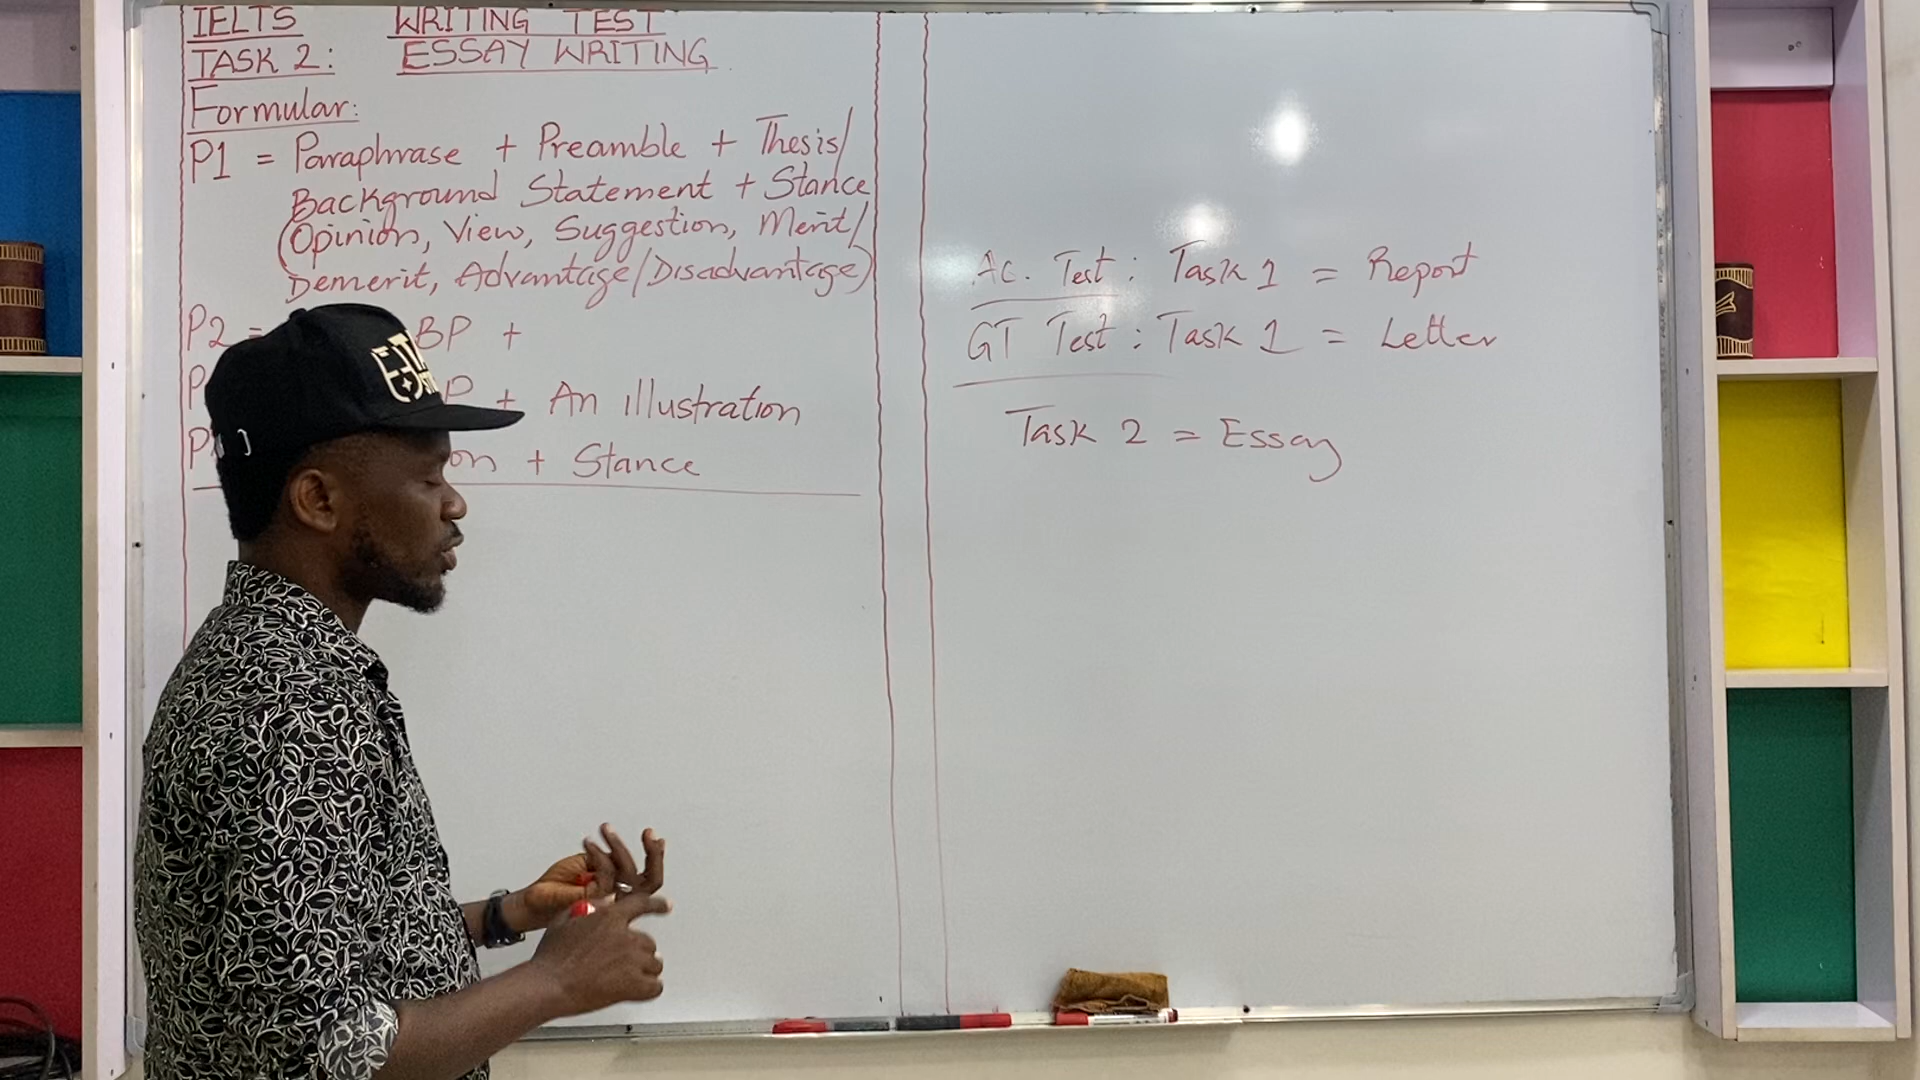 IELTS WRITING TEST
TASK 2: ESSAY WRITING
Formular:
P1 = Paraphrase + Preamble + Thesis/
Background Statement + Stance
(Opinion, View, Suggestion, Merit/
Demerit, Advantage/Disadvantage)
P2 = BP +
P + An illustration
P on + Stance
Ac. Test: Task 1 = Report
GT Test: Task 1 = Letter
Task 2 = Essay